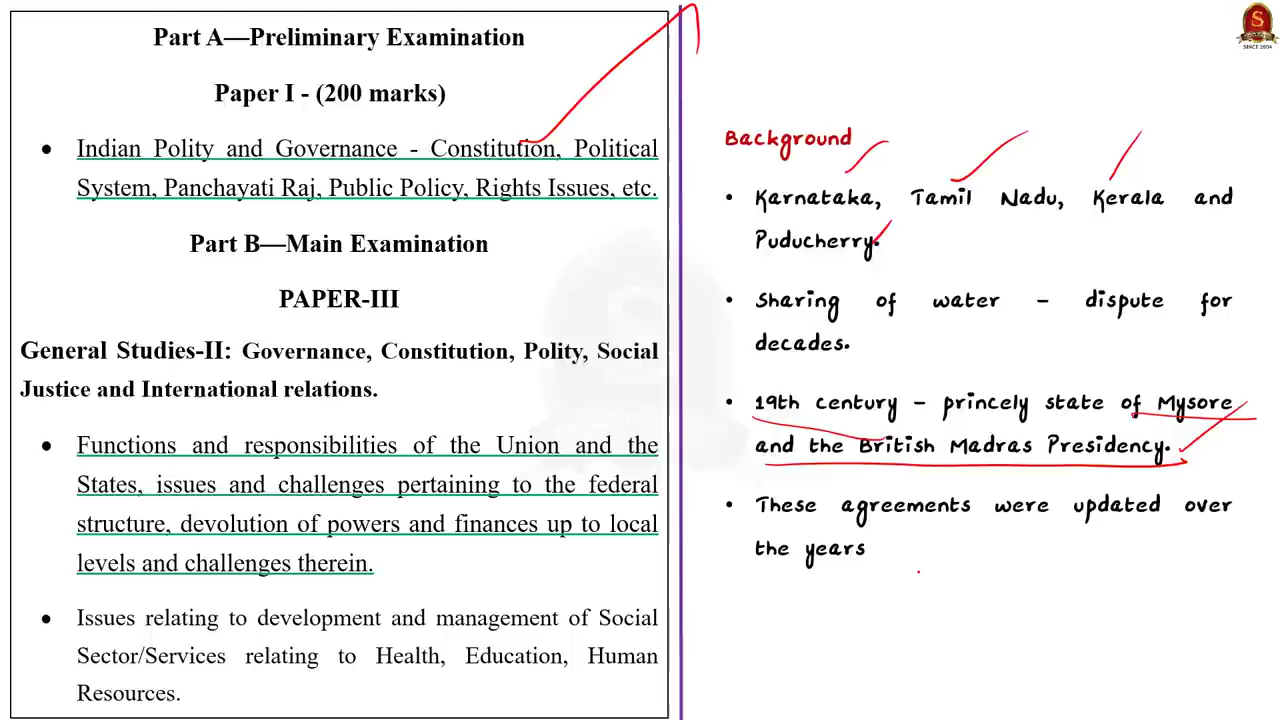 Part A—Preliminary Examination
Paper I - (200 marks)
• Indian Polity and Governance - Constitution, Political
System, Panchayati Raj, Public Policy, Rights Issues, etc.
Part B—Main Examination
PAPER-III
General Studies-II: Governance, Constitution, Polity, Social
Justice and International relations.
• Functions and responsibilities of the Union and the
States, issues and challenges pertaining to the federal
structure, devolution of powers and finances up to local
levels and challenges therein.
• Issues relating to development and management of Social
Sector/Services relating to Health, Education, Human
Resources.
Background
• Karnataka, Tamil Nadu, Kerala and
Puducherry.
• Sharing of water – dispute for
decades.
• 19th century – princely state of Mysore
and the British Madras Presidency.
• These agreements were updated over
the years
S
SINCE 2004